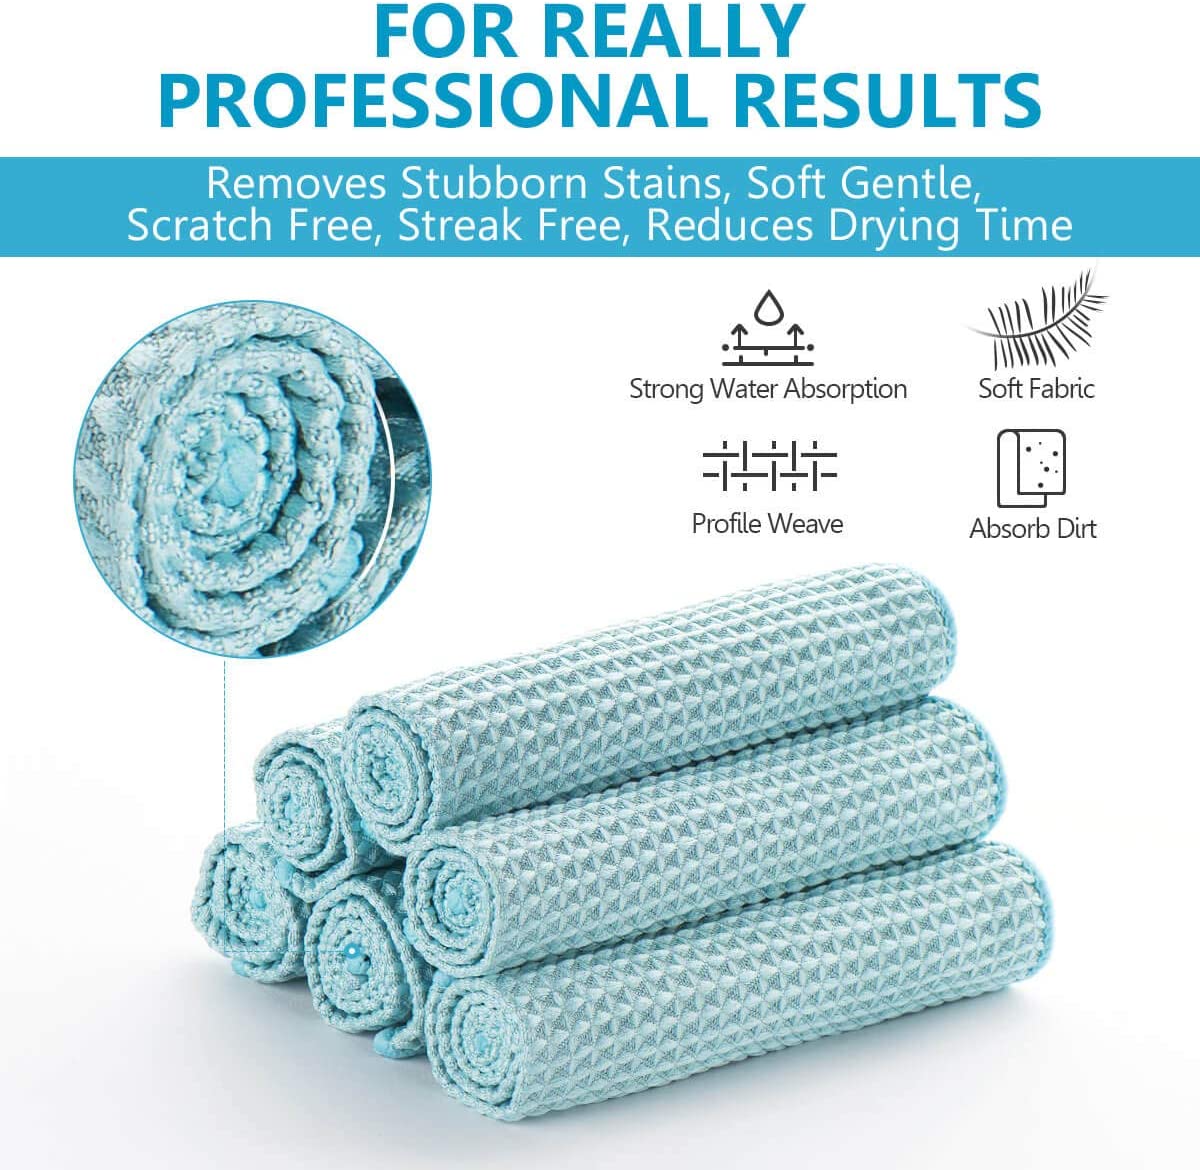 FOR REALLY
PROFESSIONAL RESULTS
Removes Stubborn Stains, Soft Gentle,
Scratch Free, Streak Free, Reduces Drying Time
Strong Water Absorption
Soft Fabric
Profile Weave
Absorb Dirt